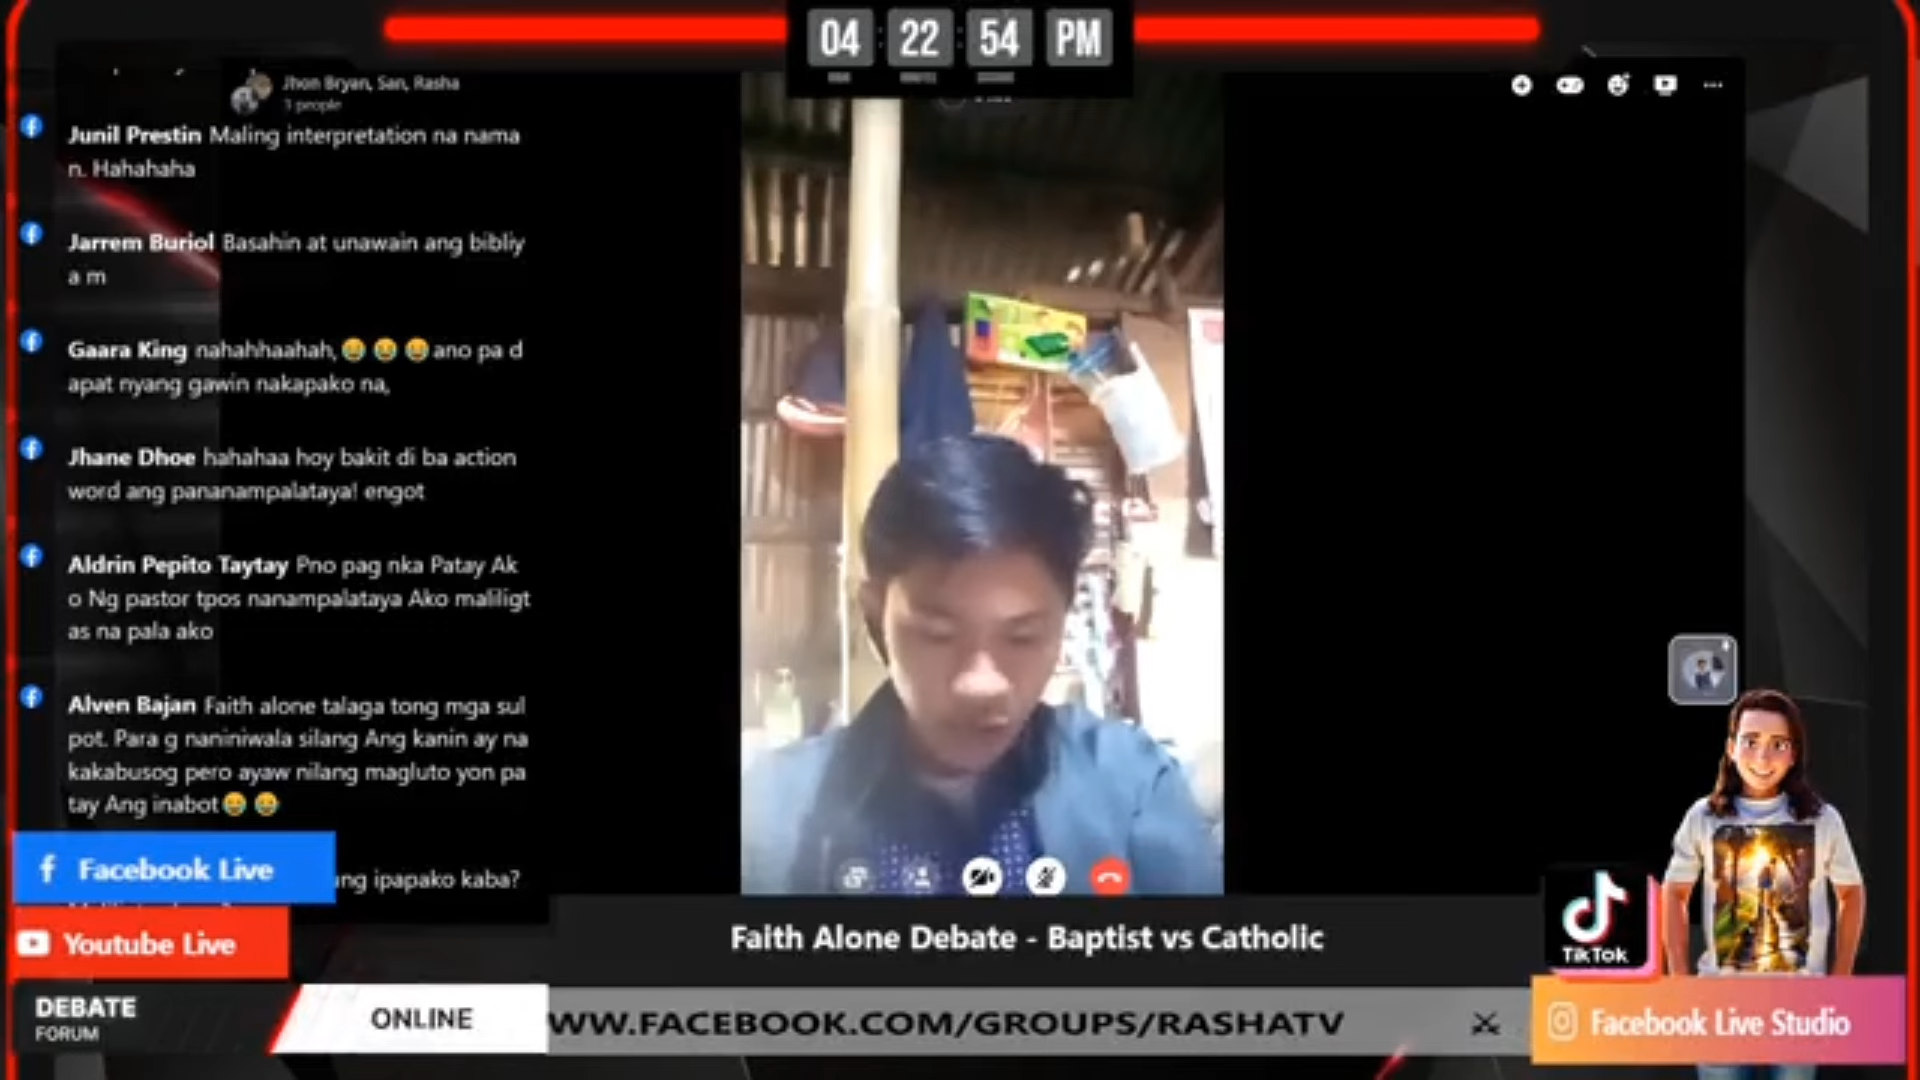 04 : 22 : 54 PM
Jhon Bryan, San, Rasha
3 people
Junil Prestin Maling interpretation na nama
n. Hahahaha
Jarrem Buriol Basahin at unawain ang bibliy
a m
Gaara King nahahhaahah,😂😂😂ano pa d
apat nyang gawin nakapako na,
Jhane Dhoe hahahaa hoy bakit di ba action
word ang pananampalataya! engot
Aldrin Pepito Taytay Pno pag nka Patay Ak
o Ng pastor tpos nanampalataya Ako maliligt
as na pala ako
Alven Bajan Faith alone talaga tong mga sul
pot. Para g naniniwala silang Ang kanin ay na
kakabusog pero ayaw nilang magluto yon pa
tay Ang inabot😂😂
ung ipapako kaba?
Facebook Live
Youtube Live
Faith Alone Debate - Baptist vs Catholic
TikTok
DEBATE
FORUM
ONLINE
WW.FACEBOOK.COM/GROUPS/RASHATV
Facebook Live Studio